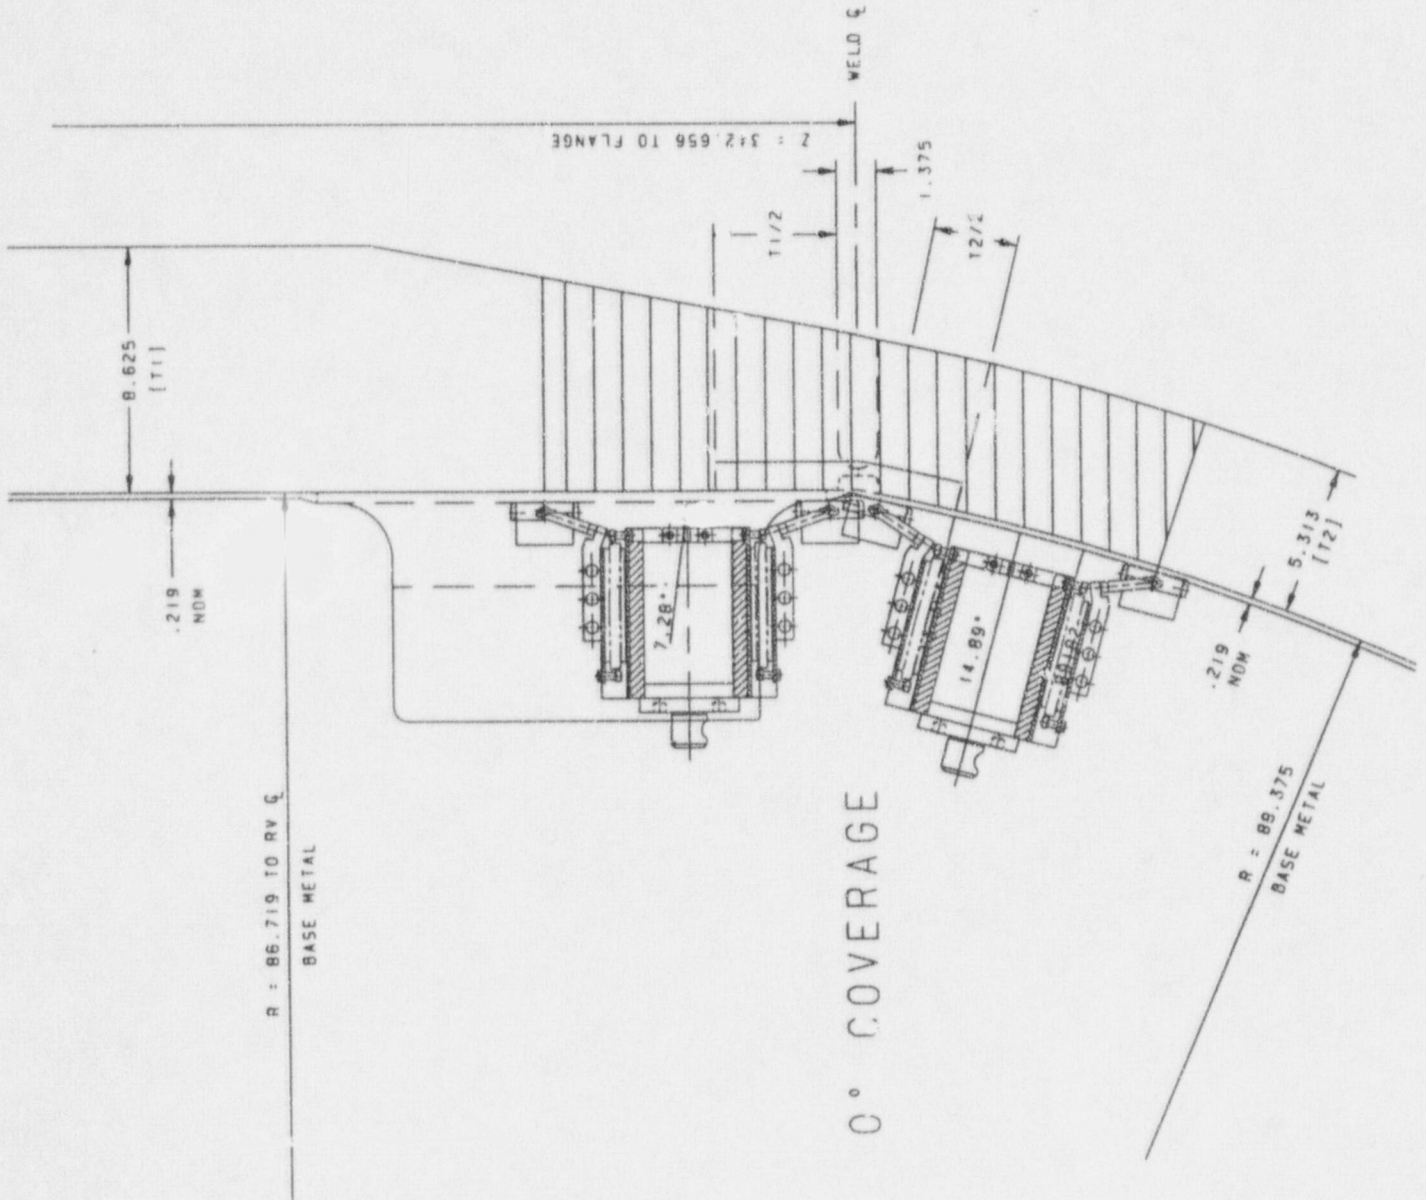 WELD ℄
Z = 342.656 TO FLANGE
1.375
T1/2
T2/2
8.625
[T1]
.219
NOM
7.28°
14.89°
5.313
[T2]
.219
NOM
R = 86.719 TO RV ℄
BASE METAL
R = 89.375
BASE METAL
0° COVERAGE